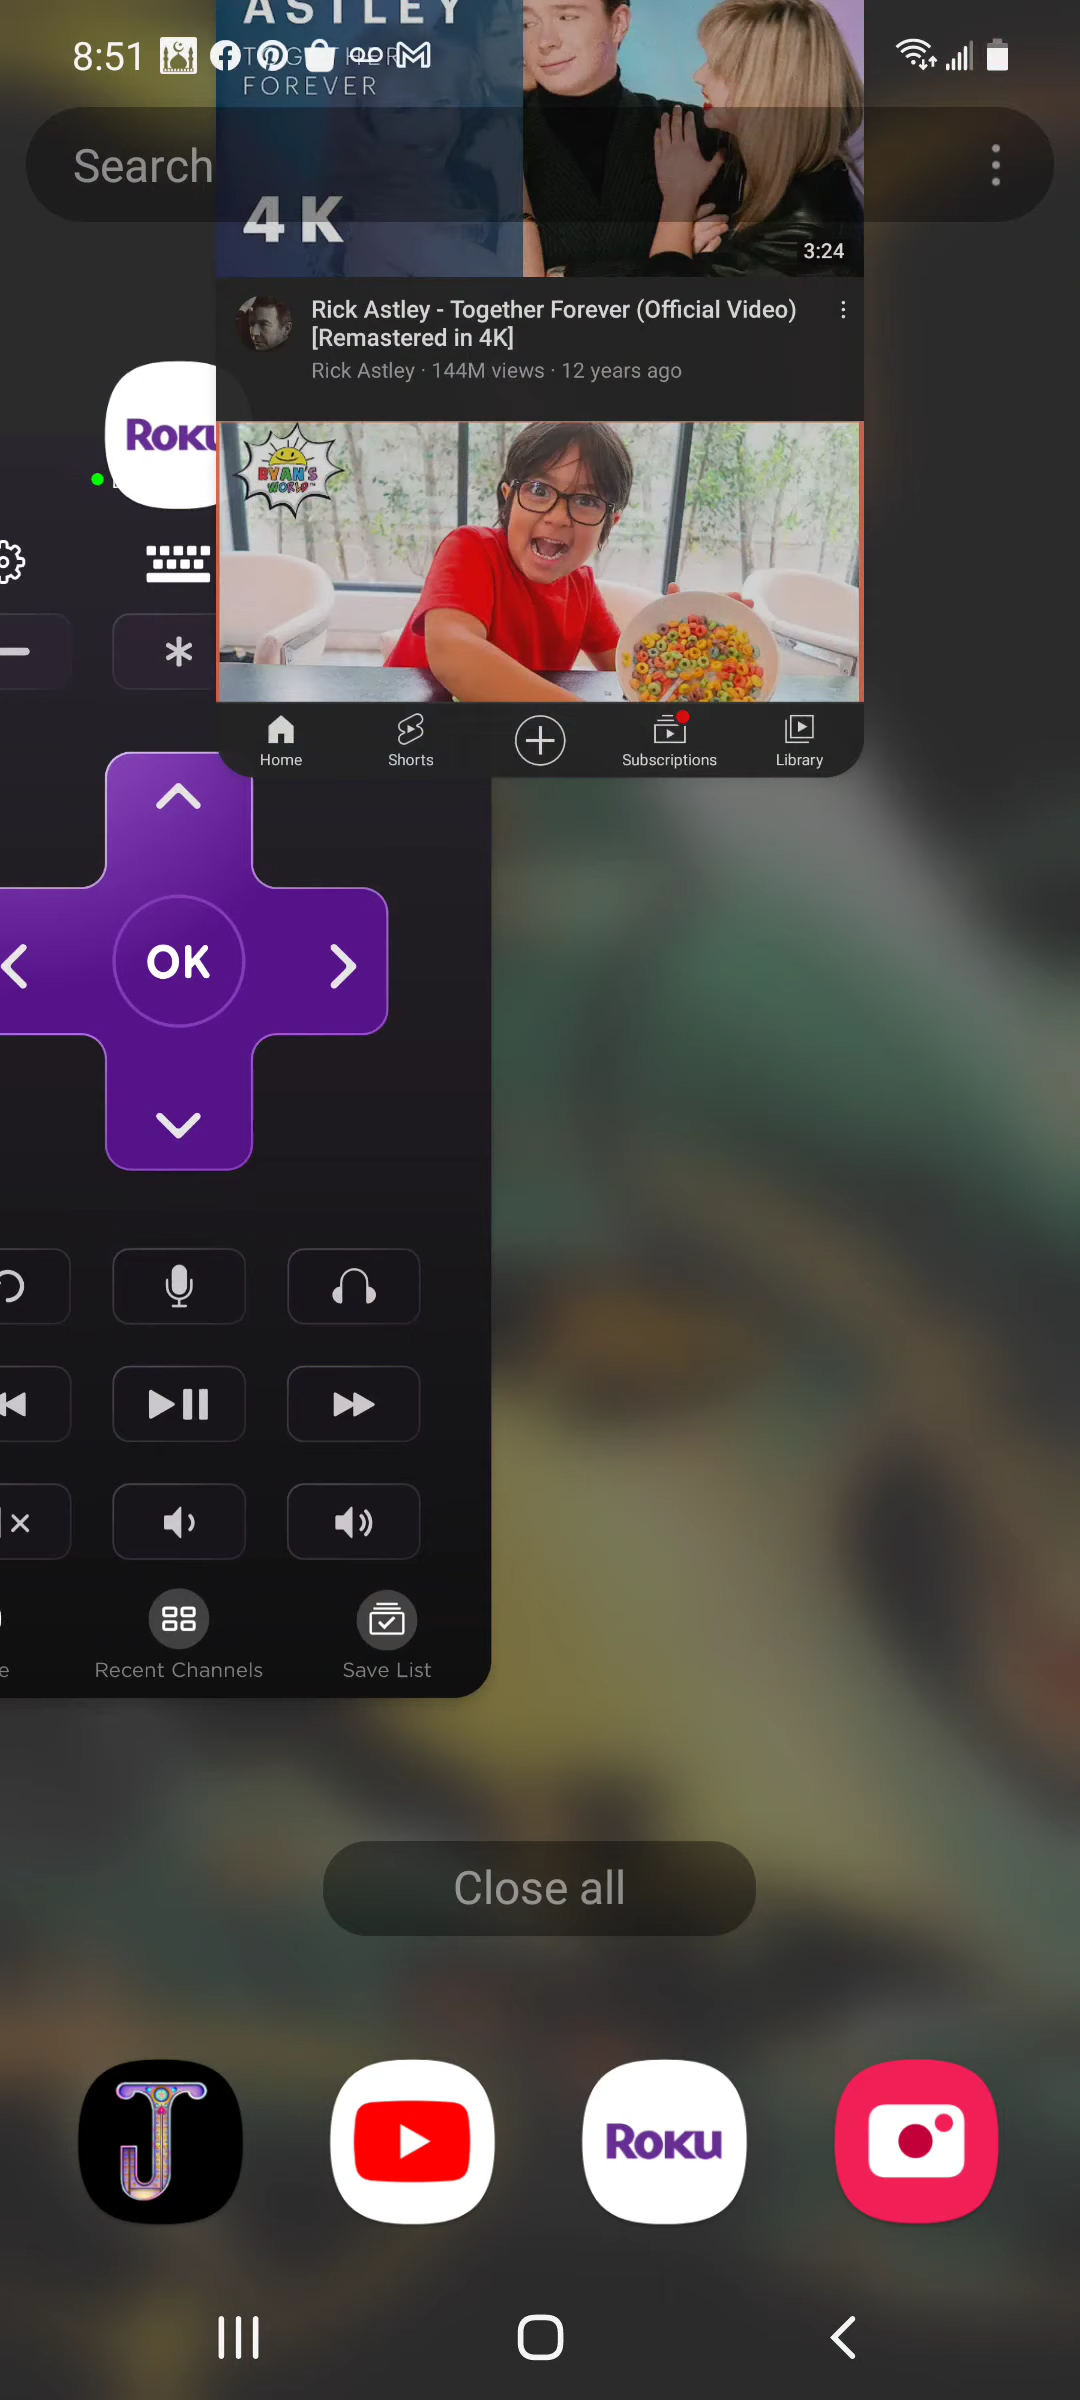 ASTLEY
8:51
TOGETHER
FOREVER
Search
4K
3:24
Rick Astley - Together Forever (Official Video)
[Remastered in 4K]
Rick Astley · 144M views · 12 years ago
Roku
RYAN'S
WORLD
Home
Shorts
Subscriptions
Library
OK
Recent Channels
Save List
Close all
J
Roku